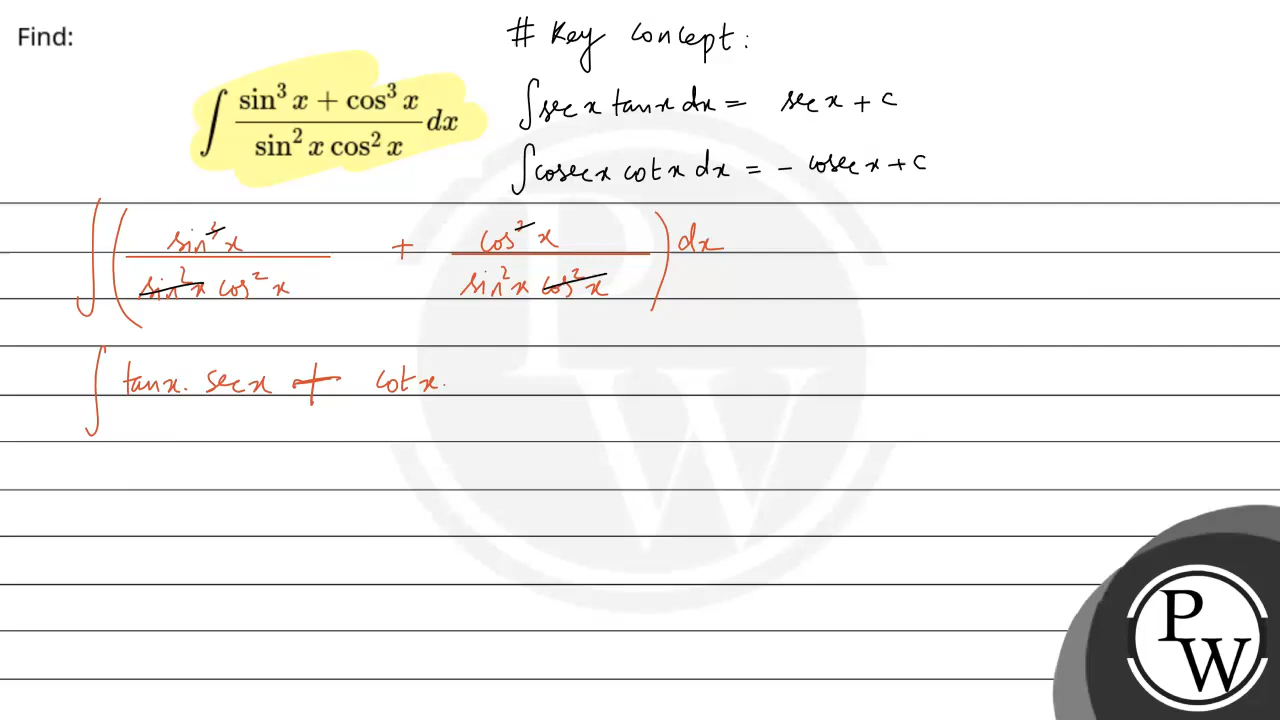 Find:
# Key concept:
∫ sin³x + cos³x / sin²x cos²x dx
∫sec x tan x dx = sec x + c
∫cosec x cot x dx = - cosec x + c
∫( sin³x / sin²x cos²x + cos³x / sin²x cos²x ) dx
∫ tan x. sec x + cot x.
PW
P
W